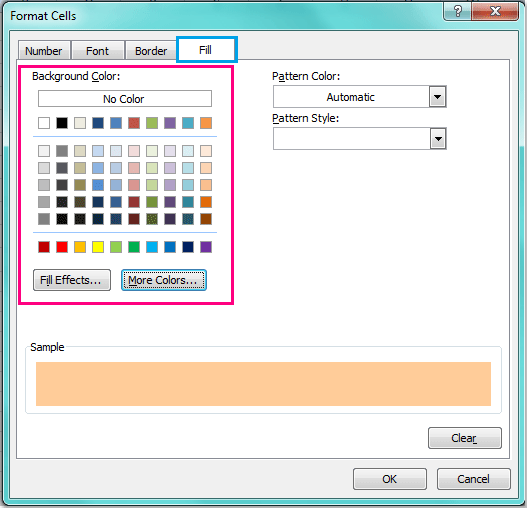 Format Cells
?
Number Font Border Fill
Background Color:
No Color
Fill Effects... More Colors...
Pattern Color:
Automatic
Pattern Style:
Sample
Clear
OK Cancel